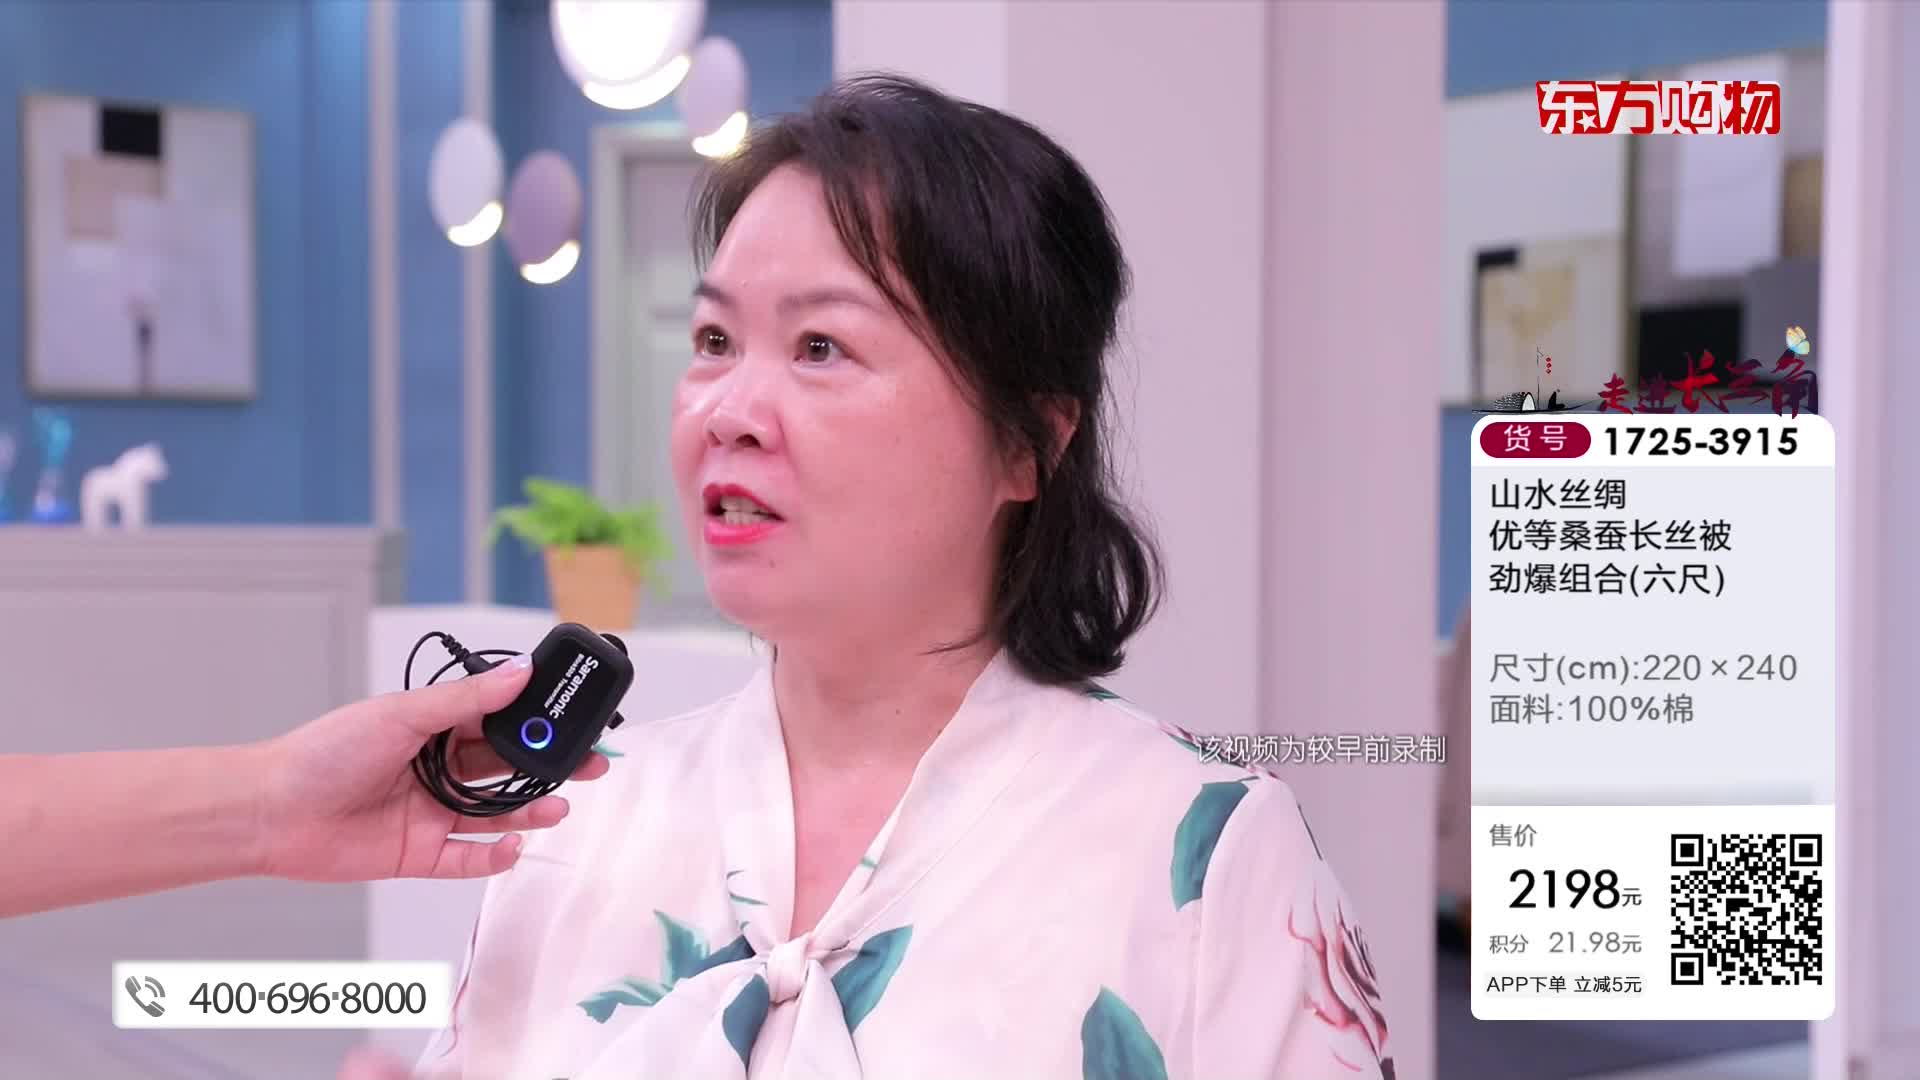 东方购物
走进长三角
货号 1725-3915
山水丝绸
优等桑蚕长丝被
劲爆组合(六尺)
尺寸(cm):220×240
面料:100%棉
该视频为较早前录制
售价
2198元
积分 21.98元
APP下单 立减5元
400·696·8000
Saramonic
Blink500 Transmitter